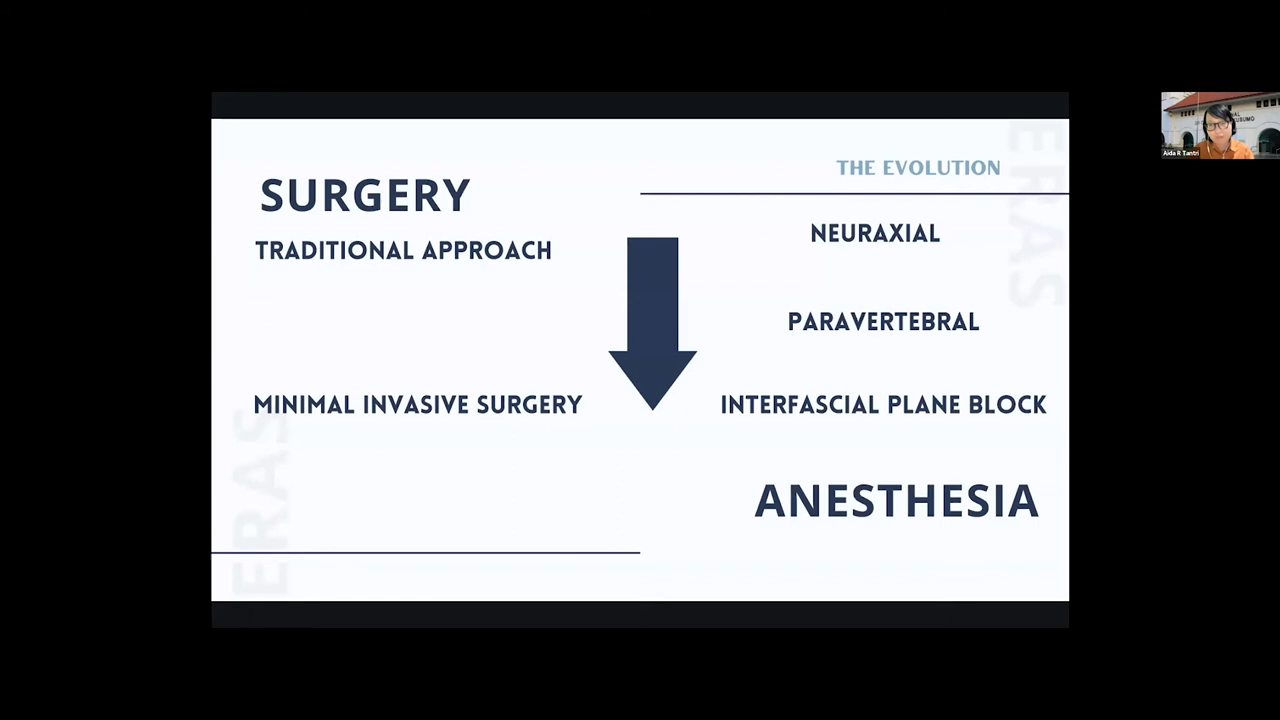 THE EVOLUTION
SURGERY
TRADITIONAL APPROACH
NEURAXIAL
PARAVERTEBRAL
MINIMAL INVASIVE SURGERY
INTERFASCIAL PLANE BLOCK
ANESTHESIA
ERAS
ERAS
Aida R Tantri